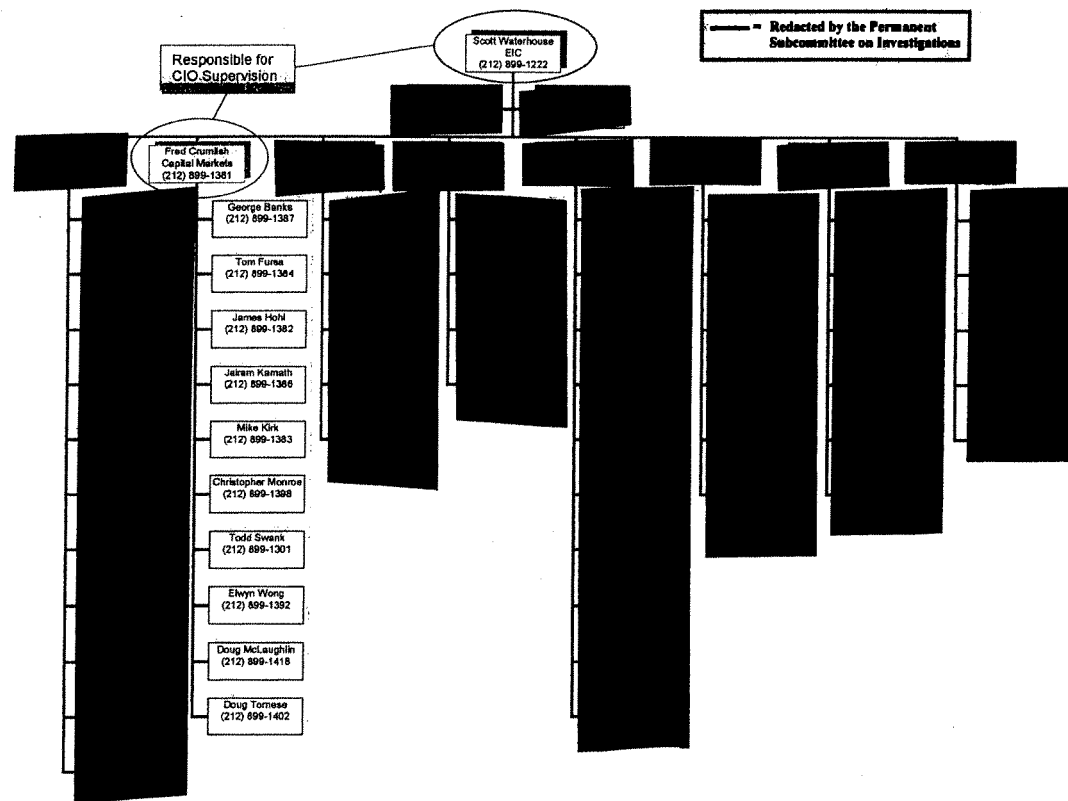 = Redacted by the Permanent
Subcommittee on Investigations
Scott Waterhouse
EIC
(212) 899-1222
Responsible for
CIO Supervision
Fred Crumlish
Capital Markets
(212) 899-1381
George Banks
(212) 899-1387
Tom Fursa
(212) 899-1384
James Hohl
(212) 899-1382
Jairam Kamath
(212) 899-1386
Mike Kirk
(212) 899-1383
Christopher Monroe
(212) 899-1398
Todd Swank
(212) 899-1301
Elwyn Wong
(212) 899-1392
Doug McLaughlin
(212) 899-1418
Doug Tornese
(212) 899-1402